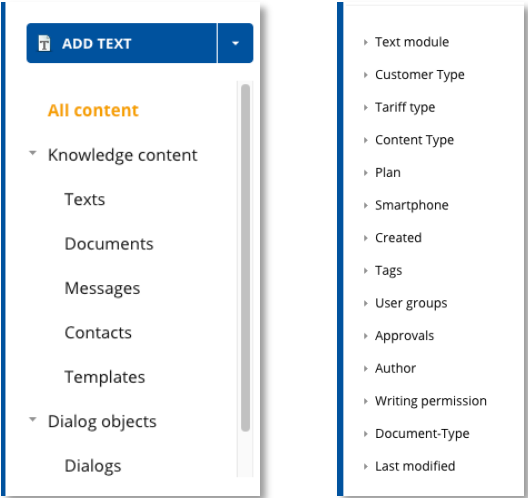 ADD TEXT
All content
Knowledge content
Texts
Documents
Messages
Contacts
Templates
Dialog objects
Dialogs
Text module
Customer Type
Tariff type
Content Type
Plan
Smartphone
Created
Tags
User groups
Approvals
Author
Writing permission
Document-Type
Last modified